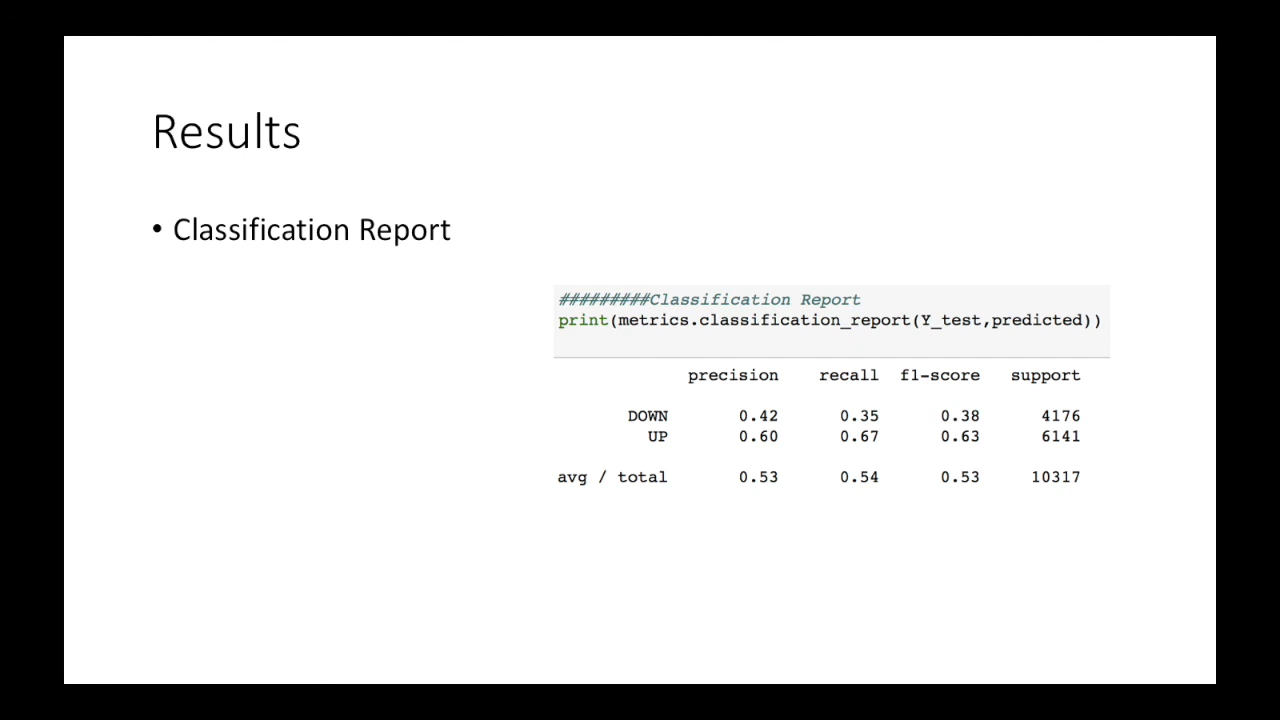 Results
• Classification Report
#########Classification Report
print(metrics.classification_report(Y_test,predicted))
precision recall f1-score support
DOWN 0.42 0.35 0.38 4176
UP 0.60 0.67 0.63 6141
avg / total 0.53 0.54 0.53 10317